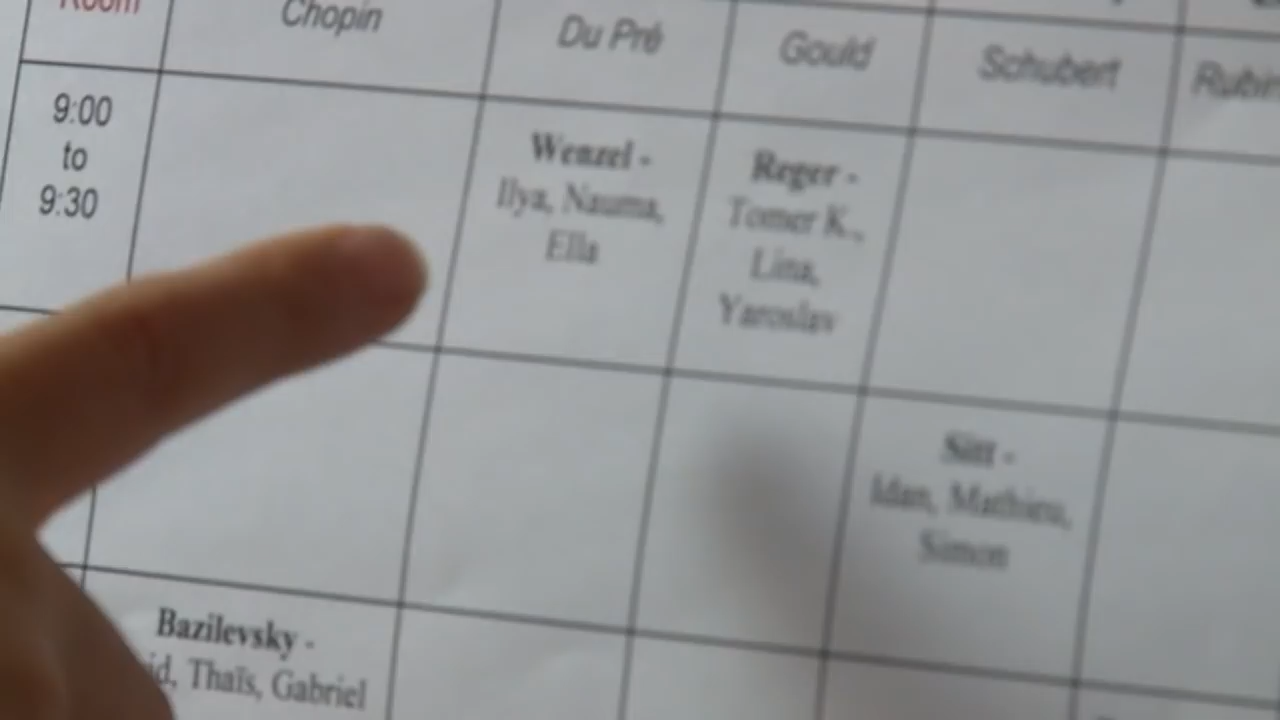 Room
Chopin
Du Pré
Gould
Schubert
9:00
to
9:30
Wenzel -
Ilya, Nauma,
Ella
Reger -
Tomer K.,
Lina,
Yaroslav
Sitt -
Idan, Mathieu,
Simon
Bazilevsky -
Thaïs, Gabriel